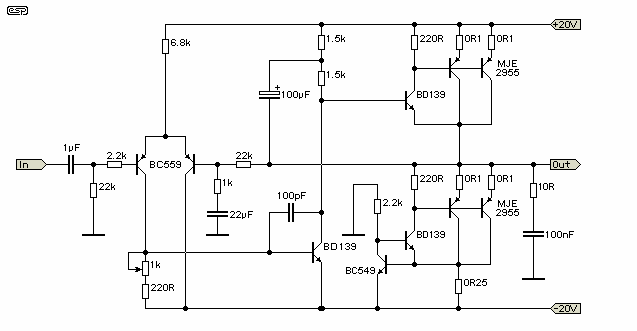 esp
+20V
6.8k
1.5k
220R
0R1
0R1
MJE
2955
1.5k
100µF
BD139
1µF
In
2.2k
BC559
22k
Out
22k
1k
22µF
100pF
2.2k
220R
0R1
0R1
10R
MJE
2955
BD139
100nF
BD139
BC549
1k
220R
0R25
-20V